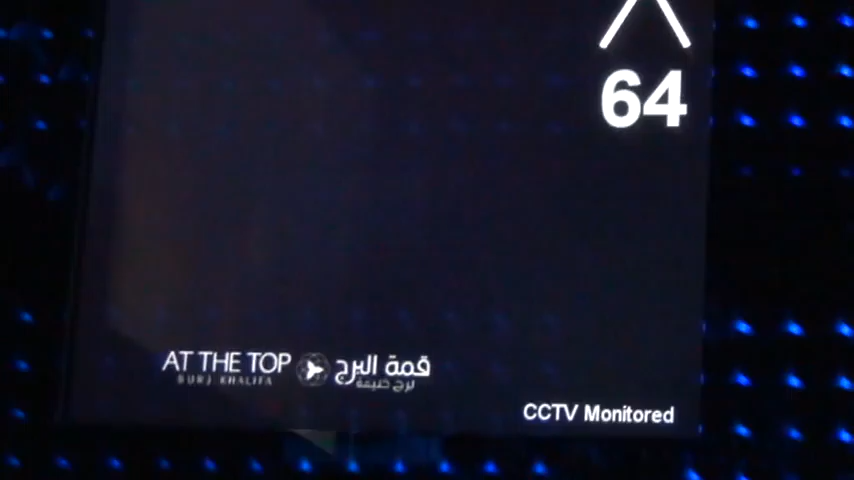 64
AT THE TOP
BURJ KHALIFA
قمة البرج
برج خليفة
CCTV Monitored